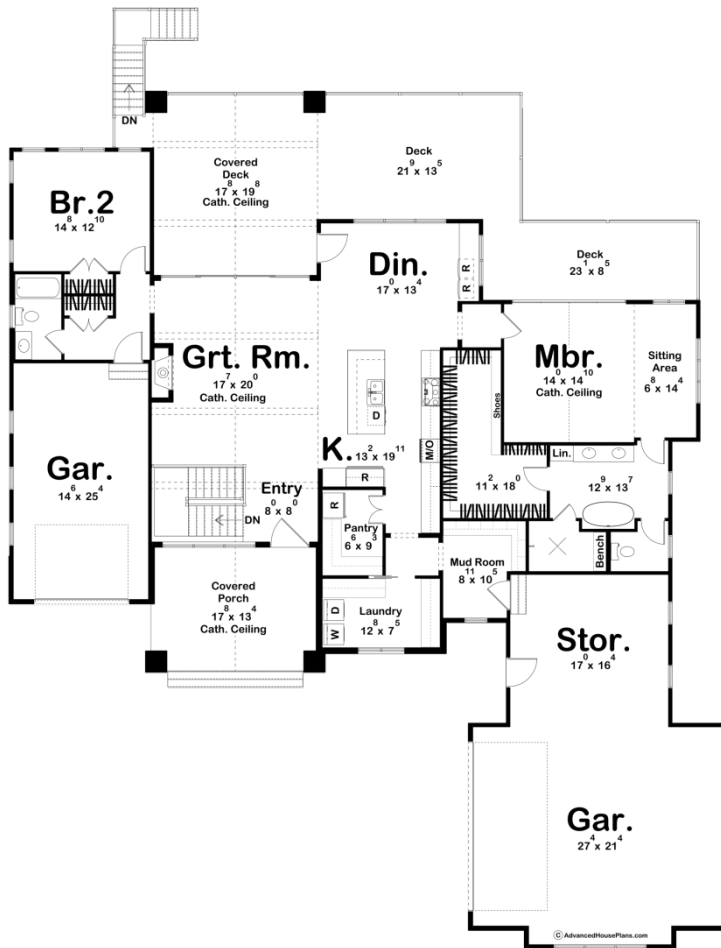 DN
Covered
Deck
17⁸ x 19⁸
Cath. Ceiling
Deck
21⁹ x 13⁵
Br.2
14⁸ x 12¹⁰
Din.
17⁰ x 13⁴
R
R
Deck
23¹ x 8⁵
Grt. Rm.
17⁷ x 20⁰
Cath. Ceiling
Mbr.
14⁰ x 14¹⁰
Cath. Ceiling
Sitting
Area
6⁸ x 14⁴
Shoes
D
K.
13² x 19¹¹
M/O
R
Gar.
14⁶ x 25⁴
Entry
8⁰ x 8⁰
DN
R
Pantry
6⁶ x 9³
11² x 18⁰
Lin.
12⁹ x 13⁷
Bench
Mud Room
8¹¹ x 10⁵
Covered
Porch
17⁸ x 13⁴
Cath. Ceiling
D
W
Laundry
12⁸ x 7⁵
Stor.
17⁰ x 16⁴
Gar.
27⁴ x 21⁴
© AdvancedHousePlans.com